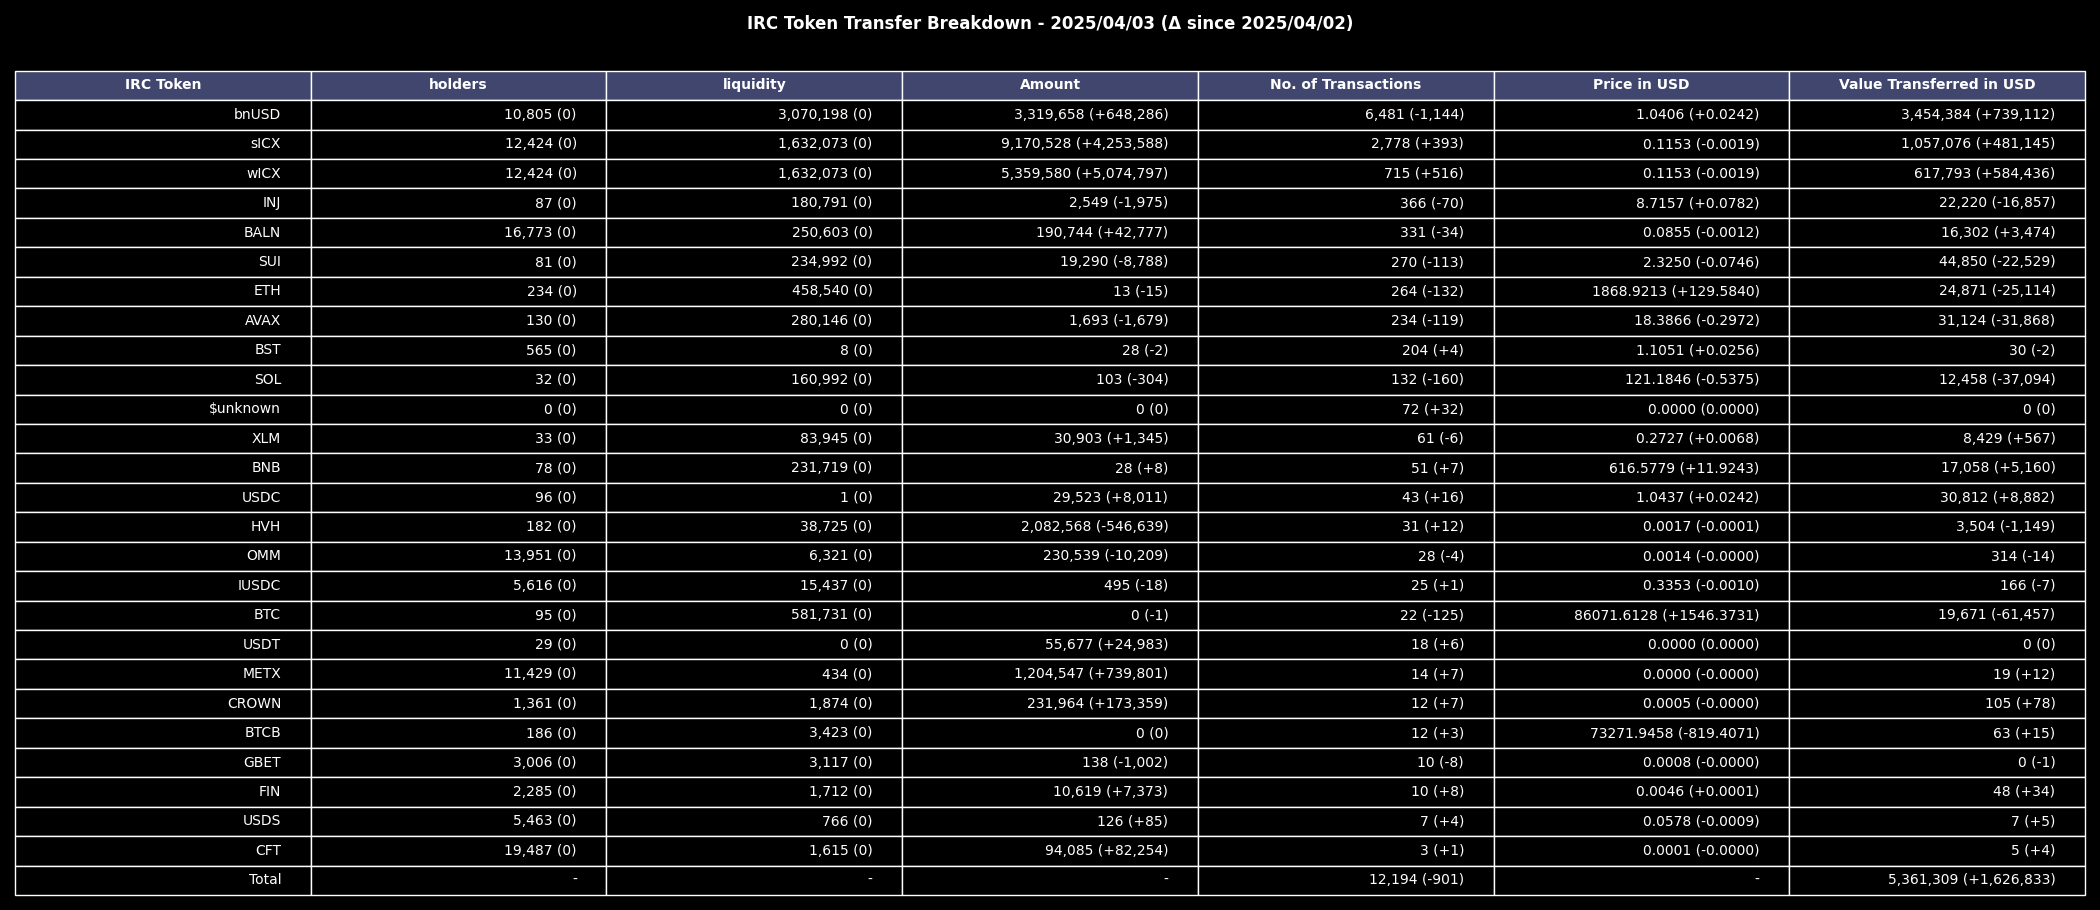 IRC Token Transfer Breakdown - 2025/04/03 (Δ since 2025/04/02)
IRC Token holders liquidity Amount No. of Transactions Price in USD Value Transferred in USD
bnUSD 10,805 (0) 3,070,198 (0) 3,319,658 (+648,286) 6,481 (-1,144) 1.0406 (+0.0242) 3,454,384 (+739,112)
sICX 12,424 (0) 1,632,073 (0) 9,170,528 (+4,253,588) 2,778 (+393) 0.1153 (-0.0019) 1,057,076 (+481,145)
wICX 12,424 (0) 1,632,073 (0) 5,359,580 (+5,074,797) 715 (+516) 0.1153 (-0.0019) 617,793 (+584,436)
INJ 87 (0) 180,791 (0) 2,549 (-1,975) 366 (-70) 8.7157 (+0.0782) 22,220 (-16,857)
BALN 16,773 (0) 250,603 (0) 190,744 (+42,777) 331 (-34) 0.0855 (-0.0012) 16,302 (+3,474)
SUI 81 (0) 234,992 (0) 19,290 (-8,788) 270 (-113) 2.3250 (-0.0746) 44,850 (-22,529)
ETH 234 (0) 458,540 (0) 13 (-15) 264 (-132) 1868.9213 (+129.5840) 24,871 (-25,114)
AVAX 130 (0) 280,146 (0) 1,693 (-1,679) 234 (-119) 18.3866 (-0.2972) 31,124 (-31,868)
BST 565 (0) 8 (0) 28 (-2) 204 (+4) 1.1051 (+0.0256) 30 (-2)
SOL 32 (0) 160,992 (0) 103 (-304) 132 (-160) 121.1846 (-0.5375) 12,458 (-37,094)
$unknown 0 (0) 0 (0) 0 (0) 72 (+32) 0.0000 (0.0000) 0 (0)
XLM 33 (0) 83,945 (0) 30,903 (+1,345) 61 (-6) 0.2727 (+0.0068) 8,429 (+567)
BNB 78 (0) 231,719 (0) 28 (+8) 51 (+7) 616.5779 (+11.9243) 17,058 (+5,160)
USDC 96 (0) 1 (0) 29,523 (+8,011) 43 (+16) 1.0437 (+0.0242) 30,812 (+8,882)
HVH 182 (0) 38,725 (0) 2,082,568 (-546,639) 31 (+12) 0.0017 (-0.0001) 3,504 (-1,149)
OMM 13,951 (0) 6,321 (0) 230,539 (-10,209) 28 (-4) 0.0014 (-0.0000) 314 (-14)
IUSDC 5,616 (0) 15,437 (0) 495 (-18) 25 (+1) 0.3353 (-0.0010) 166 (-7)
BTC 95 (0) 581,731 (0) 0 (-1) 22 (-125) 86071.6128 (+1546.3731) 19,671 (-61,457)
USDT 29 (0) 0 (0) 55,677 (+24,983) 18 (+6) 0.0000 (0.0000) 0 (0)
METX 11,429 (0) 434 (0) 1,204,547 (+739,801) 14 (+7) 0.0000 (-0.0000) 19 (+12)
CROWN 1,361 (0) 1,874 (0) 231,964 (+173,359) 12 (+7) 0.0005 (-0.0000) 105 (+78)
BTCB 186 (0) 3,423 (0) 0 (0) 12 (+3) 73271.9458 (-819.4071) 63 (+15)
GBET 3,006 (0) 3,117 (0) 138 (-1,002) 10 (-8) 0.0008 (-0.0000) 0 (-1)
FIN 2,285 (0) 1,712 (0) 10,619 (+7,373) 10 (+8) 0.0046 (+0.0001) 48 (+34)
USDS 5,463 (0) 766 (0) 126 (+85) 7 (+4) 0.0578 (-0.0009) 7 (+5)
CFT 19,487 (0) 1,615 (0) 94,085 (+82,254) 3 (+1) 0.0001 (-0.0000) 5 (+4)
Total - - - 12,194 (-901) - 5,361,309 (+1,626,833)